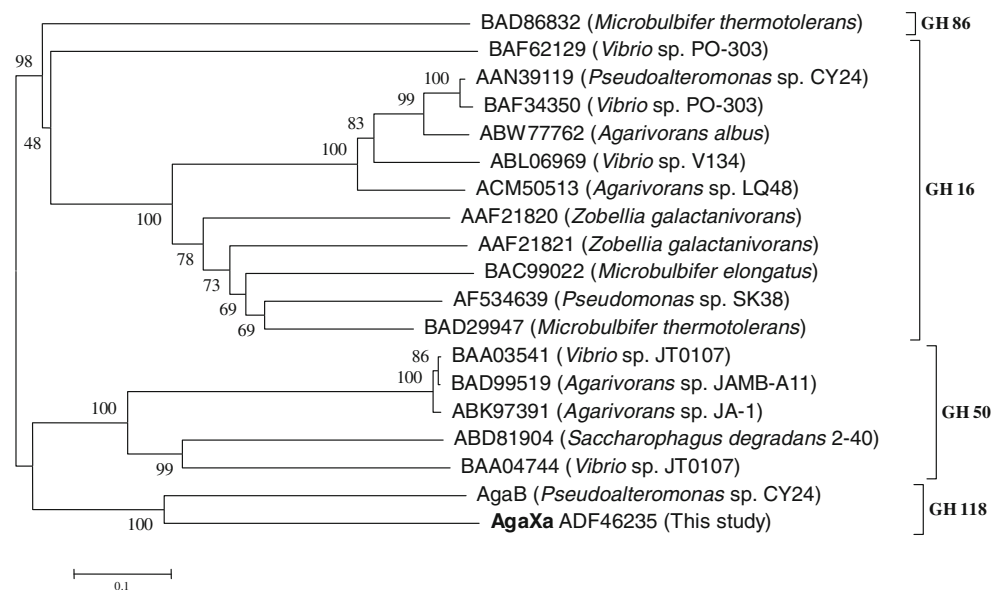 BAD86832 (Microbulbifer thermotolerans)
GH 86
98
BAF62129 (Vibrio sp. PO-303)
100
AAN39119 (Pseudoalteromonas sp. CY24)
99
BAF34350 (Vibrio sp. PO-303)
83
ABW77762 (Agarivorans albus)
48
100
ABL06969 (Vibrio sp. V134)
ACM50513 (Agarivorans sp. LQ48)
GH 16
100
AAF21820 (Zobellia galactanivorans)
78
AAF21821 (Zobellia galactanivorans)
73
BAC99022 (Microbulbifer elongatus)
69
AF534639 (Pseudomonas sp. SK38)
69
BAD29947 (Microbulbifer thermotolerans)
86
BAA03541 (Vibrio sp. JT0107)
100
BAD99519 (Agarivorans sp. JAMB-A11)
100
ABK97391 (Agarivorans sp. JA-1)
GH 50
ABD81904 (Saccharophagus degradans 2-40)
99
BAA04744 (Vibrio sp. JT0107)
AgaB (Pseudoalteromonas sp. CY24)
GH 118
100
AgaXa ADF46235 (This study)
0.1